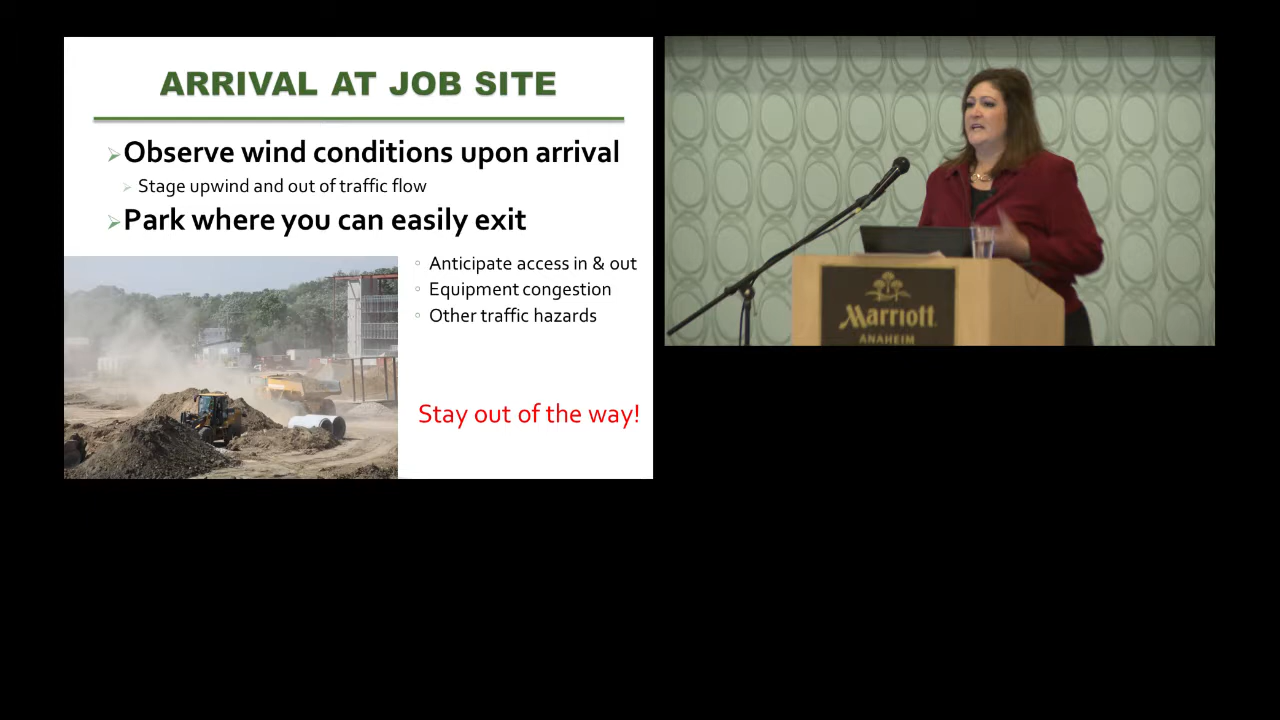 ARRIVAL AT JOB SITE
Observe wind conditions upon arrival
Stage upwind and out of traffic flow
Park where you can easily exit
Anticipate access in & out
Equipment congestion
Other traffic hazards
Stay out of the way!
Marriott
ANAHEIM